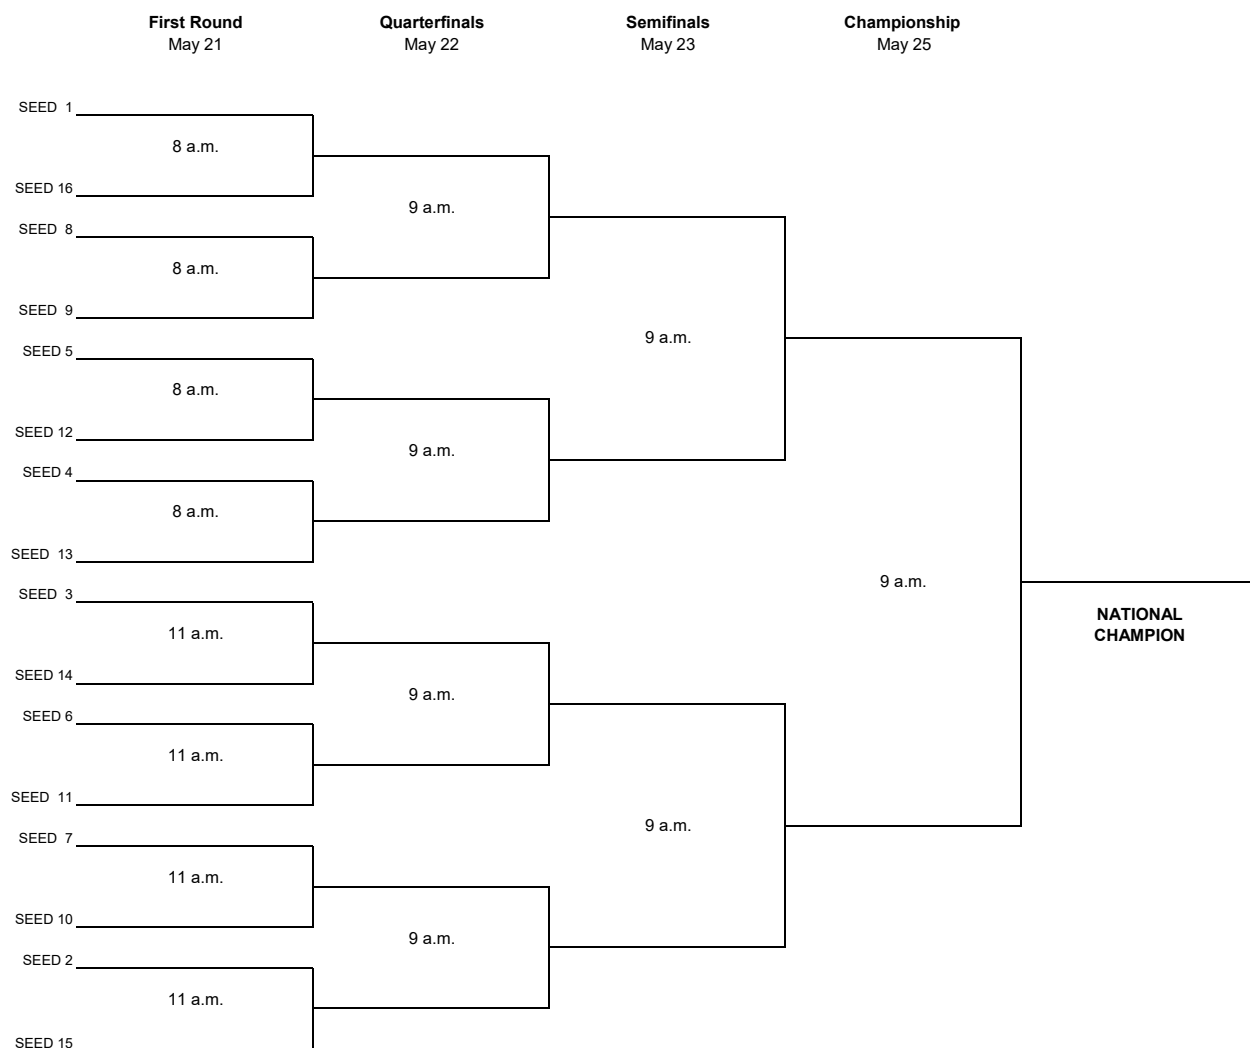 First Round
May 21
Quarterfinals
May 22
Semifinals
May 23
Championship
May 25
SEED 1
8 a.m.
SEED 16
9 a.m.
SEED 8
8 a.m.
SEED 9
9 a.m.
SEED 5
8 a.m.
SEED 12
9 a.m.
SEED 4
8 a.m.
SEED 13
9 a.m.
SEED 3
NATIONAL
CHAMPION
11 a.m.
SEED 14
9 a.m.
SEED 6
11 a.m.
SEED 11
9 a.m.
SEED 7
11 a.m.
SEED 10
9 a.m.
SEED 2
11 a.m.
SEED 15